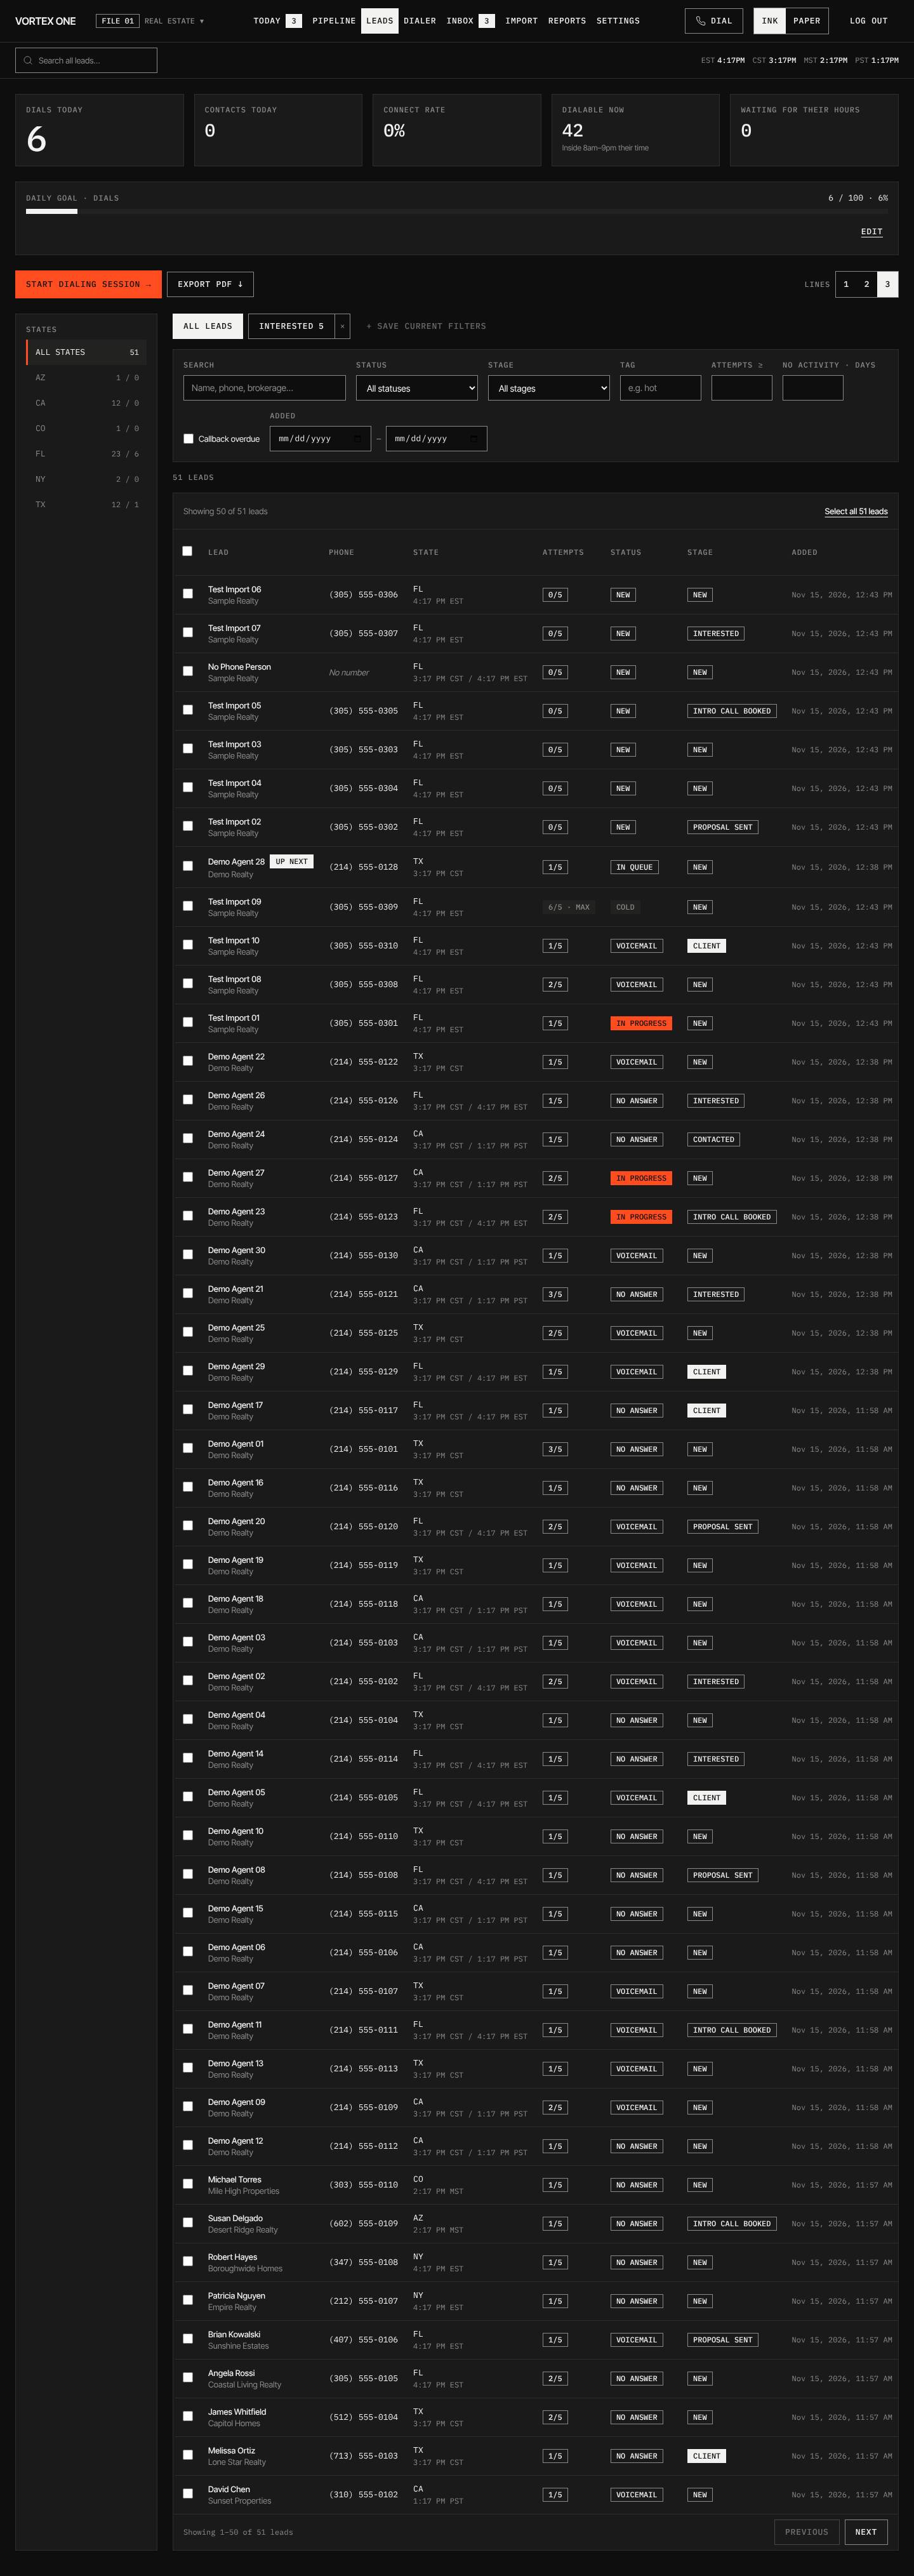 VORTEX ONE FILE 01 REAL ESTATE ▾ TODAY 3 PIPELINE LEADS DIALER INBOX 3 IMPORT REPORTS SETTINGS DIAL INK PAPER LOG OUT
Search all leads... EST 4:17PM CST 3:17PM MST 2:17PM PST 1:17PM
DIALS TODAY CONTACTS TODAY CONNECT RATE DIALABLE NOW WAITING FOR THEIR HOURS
6 0 0% 42 0
Inside 8am–9pm their time
DAILY GOAL · DIALS 6 / 100 · 6%
EDIT
START DIALING SESSION → EXPORT PDF ↓ LINES 1 2 3
STATES
ALL STATES 51
AZ 1 / 0
CA 12 / 0
CO 1 / 0
FL 23 / 6
NY 2 / 0
TX 12 / 1
ALL LEADS INTERESTED 5 × + SAVE CURRENT FILTERS
SEARCH STATUS STAGE TAG ATTEMPTS ≥ NO ACTIVITY · DAYS
Name, phone, brokerage... All statuses All stages e.g. hot
ADDED
Callback overdue mm/dd/yyyy — mm/dd/yyyy
51 LEADS
Showing 50 of 51 leads Select all 51 leads
LEAD PHONE STATE ATTEMPTS STATUS STAGE ADDED
Test Import 06 (305) 555-0306 FL 0/5 NEW NEW Nov 15, 2026, 12:43 PM
Sample Realty 4:17 PM EST
Test Import 07 (305) 555-0307 FL 0/5 NEW INTERESTED Nov 15, 2026, 12:43 PM
Sample Realty 4:17 PM EST
No Phone Person No number FL 0/5 NEW NEW Nov 15, 2026, 12:43 PM
Sample Realty 3:17 PM CST / 4:17 PM EST
Test Import 05 (305) 555-0305 FL 0/5 NEW INTRO CALL BOOKED Nov 15, 2026, 12:43 PM
Sample Realty 4:17 PM EST
Test Import 03 (305) 555-0303 FL 0/5 NEW NEW Nov 15, 2026, 12:43 PM
Sample Realty 4:17 PM EST
Test Import 04 (305) 555-0304 FL 0/5 NEW NEW Nov 15, 2026, 12:43 PM
Sample Realty 4:17 PM EST
Test Import 02 (305) 555-0302 FL 0/5 NEW PROPOSAL SENT Nov 15, 2026, 12:43 PM
Sample Realty 4:17 PM EST
Demo Agent 28 UP NEXT (214) 555-0128 TX 1/5 IN QUEUE NEW Nov 15, 2026, 12:38 PM
Demo Realty 3:17 PM CST
Test Import 09 (305) 555-0309 FL 6/5 · MAX COLD NEW Nov 15, 2026, 12:43 PM
Sample Realty 4:17 PM EST
Test Import 10 (305) 555-0310 FL 1/5 VOICEMAIL CLIENT Nov 15, 2026, 12:43 PM
Sample Realty 4:17 PM EST
Test Import 08 (305) 555-0308 FL 2/5 VOICEMAIL NEW Nov 15, 2026, 12:43 PM
Sample Realty 4:17 PM EST
Test Import 01 (305) 555-0301 FL 1/5 IN PROGRESS NEW Nov 15, 2026, 12:43 PM
Sample Realty 4:17 PM EST
Demo Agent 22 (214) 555-0122 TX 1/5 VOICEMAIL NEW Nov 15, 2026, 12:38 PM
Demo Realty 3:17 PM CST
Demo Agent 26 (214) 555-0126 FL 1/5 NO ANSWER INTERESTED Nov 15, 2026, 12:38 PM
Demo Realty 3:17 PM CST / 4:17 PM EST
Demo Agent 24 (214) 555-0124 CA 1/5 NO ANSWER CONTACTED Nov 15, 2026, 12:38 PM
Demo Realty 3:17 PM CST / 1:17 PM PST
Demo Agent 27 (214) 555-0127 CA 2/5 IN PROGRESS NEW Nov 15, 2026, 12:38 PM
Demo Realty 3:17 PM CST / 1:17 PM PST
Demo Agent 23 (214) 555-0123 FL 2/5 IN PROGRESS INTRO CALL BOOKED Nov 15, 2026, 12:38 PM
Demo Realty 3:17 PM CST / 4:17 PM EST
Demo Agent 30 (214) 555-0130 CA 1/5 VOICEMAIL NEW Nov 15, 2026, 12:38 PM
Demo Realty 3:17 PM CST / 1:17 PM PST
Demo Agent 21 (214) 555-0121 CA 3/5 NO ANSWER INTERESTED Nov 15, 2026, 12:38 PM
Demo Realty 3:17 PM CST / 1:17 PM PST
Demo Agent 25 (214) 555-0125 TX 2/5 VOICEMAIL NEW Nov 15, 2026, 12:38 PM
Demo Realty 3:17 PM CST
Demo Agent 29 (214) 555-0129 FL 1/5 VOICEMAIL CLIENT Nov 15, 2026, 12:38 PM
Demo Realty 3:17 PM CST / 4:17 PM EST
Demo Agent 17 (214) 555-0117 FL 1/5 NO ANSWER CLIENT Nov 15, 2026, 11:58 AM
Demo Realty 3:17 PM CST / 4:17 PM EST
Demo Agent 01 (214) 555-0101 TX 3/5 NO ANSWER NEW Nov 15, 2026, 11:58 AM
Demo Realty 3:17 PM CST
Demo Agent 16 (214) 555-0116 TX 1/5 NO ANSWER NEW Nov 15, 2026, 11:58 AM
Demo Realty 3:17 PM CST
Demo Agent 20 (214) 555-0120 FL 2/5 VOICEMAIL PROPOSAL SENT Nov 15, 2026, 11:58 AM
Demo Realty 3:17 PM CST / 4:17 PM EST
Demo Agent 19 (214) 555-0119 TX 1/5 VOICEMAIL NEW Nov 15, 2026, 11:58 AM
Demo Realty 3:17 PM CST
Demo Agent 18 (214) 555-0118 CA 1/5 VOICEMAIL NEW Nov 15, 2026, 11:58 AM
Demo Realty 3:17 PM CST / 1:17 PM PST
Demo Agent 03 (214) 555-0103 CA 1/5 VOICEMAIL NEW Nov 15, 2026, 11:58 AM
Demo Realty 3:17 PM CST / 1:17 PM PST
Demo Agent 02 (214) 555-0102 FL 2/5 VOICEMAIL INTERESTED Nov 15, 2026, 11:58 AM
Demo Realty 3:17 PM CST / 4:17 PM EST
Demo Agent 04 (214) 555-0104 TX 1/5 NO ANSWER NEW Nov 15, 2026, 11:58 AM
Demo Realty 3:17 PM CST
Demo Agent 14 (214) 555-0114 FL 1/5 NO ANSWER INTERESTED Nov 15, 2026, 11:58 AM
Demo Realty 3:17 PM CST / 4:17 PM EST
Demo Agent 05 (214) 555-0105 FL 1/5 VOICEMAIL CLIENT Nov 15, 2026, 11:58 AM
Demo Realty 3:17 PM CST / 4:17 PM EST
Demo Agent 10 (214) 555-0110 TX 1/5 NO ANSWER NEW Nov 15, 2026, 11:58 AM
Demo Realty 3:17 PM CST
Demo Agent 08 (214) 555-0108 FL 1/5 NO ANSWER PROPOSAL SENT Nov 15, 2026, 11:58 AM
Demo Realty 3:17 PM CST / 4:17 PM EST
Demo Agent 15 (214) 555-0115 CA 1/5 NO ANSWER NEW Nov 15, 2026, 11:58 AM
Demo Realty 3:17 PM CST / 1:17 PM PST
Demo Agent 06 (214) 555-0106 CA 1/5 NO ANSWER NEW Nov 15, 2026, 11:58 AM
Demo Realty 3:17 PM CST / 1:17 PM PST
Demo Agent 07 (214) 555-0107 TX 1/5 VOICEMAIL NEW Nov 15, 2026, 11:58 AM
Demo Realty 3:17 PM CST
Demo Agent 11 (214) 555-0111 FL 1/5 VOICEMAIL INTRO CALL BOOKED Nov 15, 2026, 11:58 AM
Demo Realty 3:17 PM CST / 4:17 PM EST
Demo Agent 13 (214) 555-0113 TX 1/5 VOICEMAIL NEW Nov 15, 2026, 11:58 AM
Demo Realty 3:17 PM CST
Demo Agent 09 (214) 555-0109 CA 2/5 VOICEMAIL NEW Nov 15, 2026, 11:58 AM
Demo Realty 3:17 PM CST / 1:17 PM PST
Demo Agent 12 (214) 555-0112 CA 1/5 NO ANSWER NEW Nov 15, 2026, 11:58 AM
Demo Realty 3:17 PM CST / 1:17 PM PST
Michael Torres (303) 555-0110 CO 1/5 NO ANSWER NEW Nov 15, 2026, 11:57 AM
Mile High Properties 2:17 PM MST
Susan Delgado (602) 555-0109 AZ 1/5 NO ANSWER INTRO CALL BOOKED Nov 15, 2026, 11:57 AM
Desert Ridge Realty 2:17 PM MST
Robert Hayes (347) 555-0108 NY 1/5 NO ANSWER NEW Nov 15, 2026, 11:57 AM
Boroughwide Homes 4:17 PM EST
Patricia Nguyen (212) 555-0107 NY 1/5 NO ANSWER NEW Nov 15, 2026, 11:57 AM
Empire Realty 4:17 PM EST
Brian Kowalski (407) 555-0106 FL 1/5 VOICEMAIL PROPOSAL SENT Nov 15, 2026, 11:57 AM
Sunshine Estates 4:17 PM EST
Angela Rossi (305) 555-0105 FL 2/5 NO ANSWER NEW Nov 15, 2026, 11:57 AM
Coastal Living Realty 4:17 PM EST
James Whitfield (512) 555-0104 TX 2/5 NO ANSWER NEW Nov 15, 2026, 11:57 AM
Capitol Homes 3:17 PM CST
Melissa Ortiz (713) 555-0103 TX 1/5 NO ANSWER CLIENT Nov 15, 2026, 11:57 AM
Lone Star Realty 3:17 PM CST
David Chen (310) 555-0102 CA 1/5 VOICEMAIL NEW Nov 15, 2026, 11:57 AM
Sunset Properties 1:17 PM PST
Showing 1–50 of 51 leads PREVIOUS NEXT